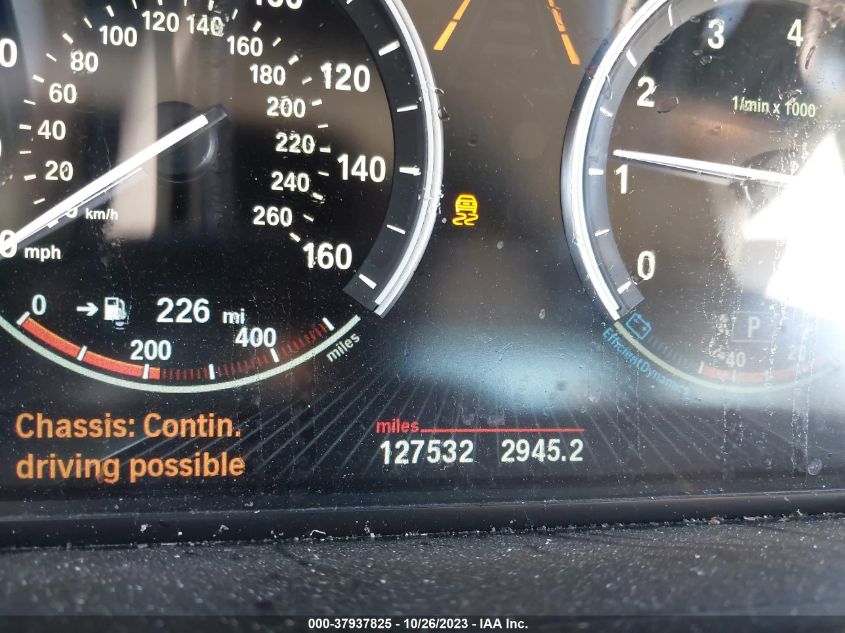 120 140
100 160
80 180
60 200
40 220
20 240
km/h 260
120
140
160
mph
0 200 400 miles
226 mi
Chassis: Contin.
driving possible
miles
127532 2945.2
0 1 2 3 4
1/min x 1000
P
EfficientDynamics
40 20
000-37937825 - 10/26/2023 - IAA Inc.